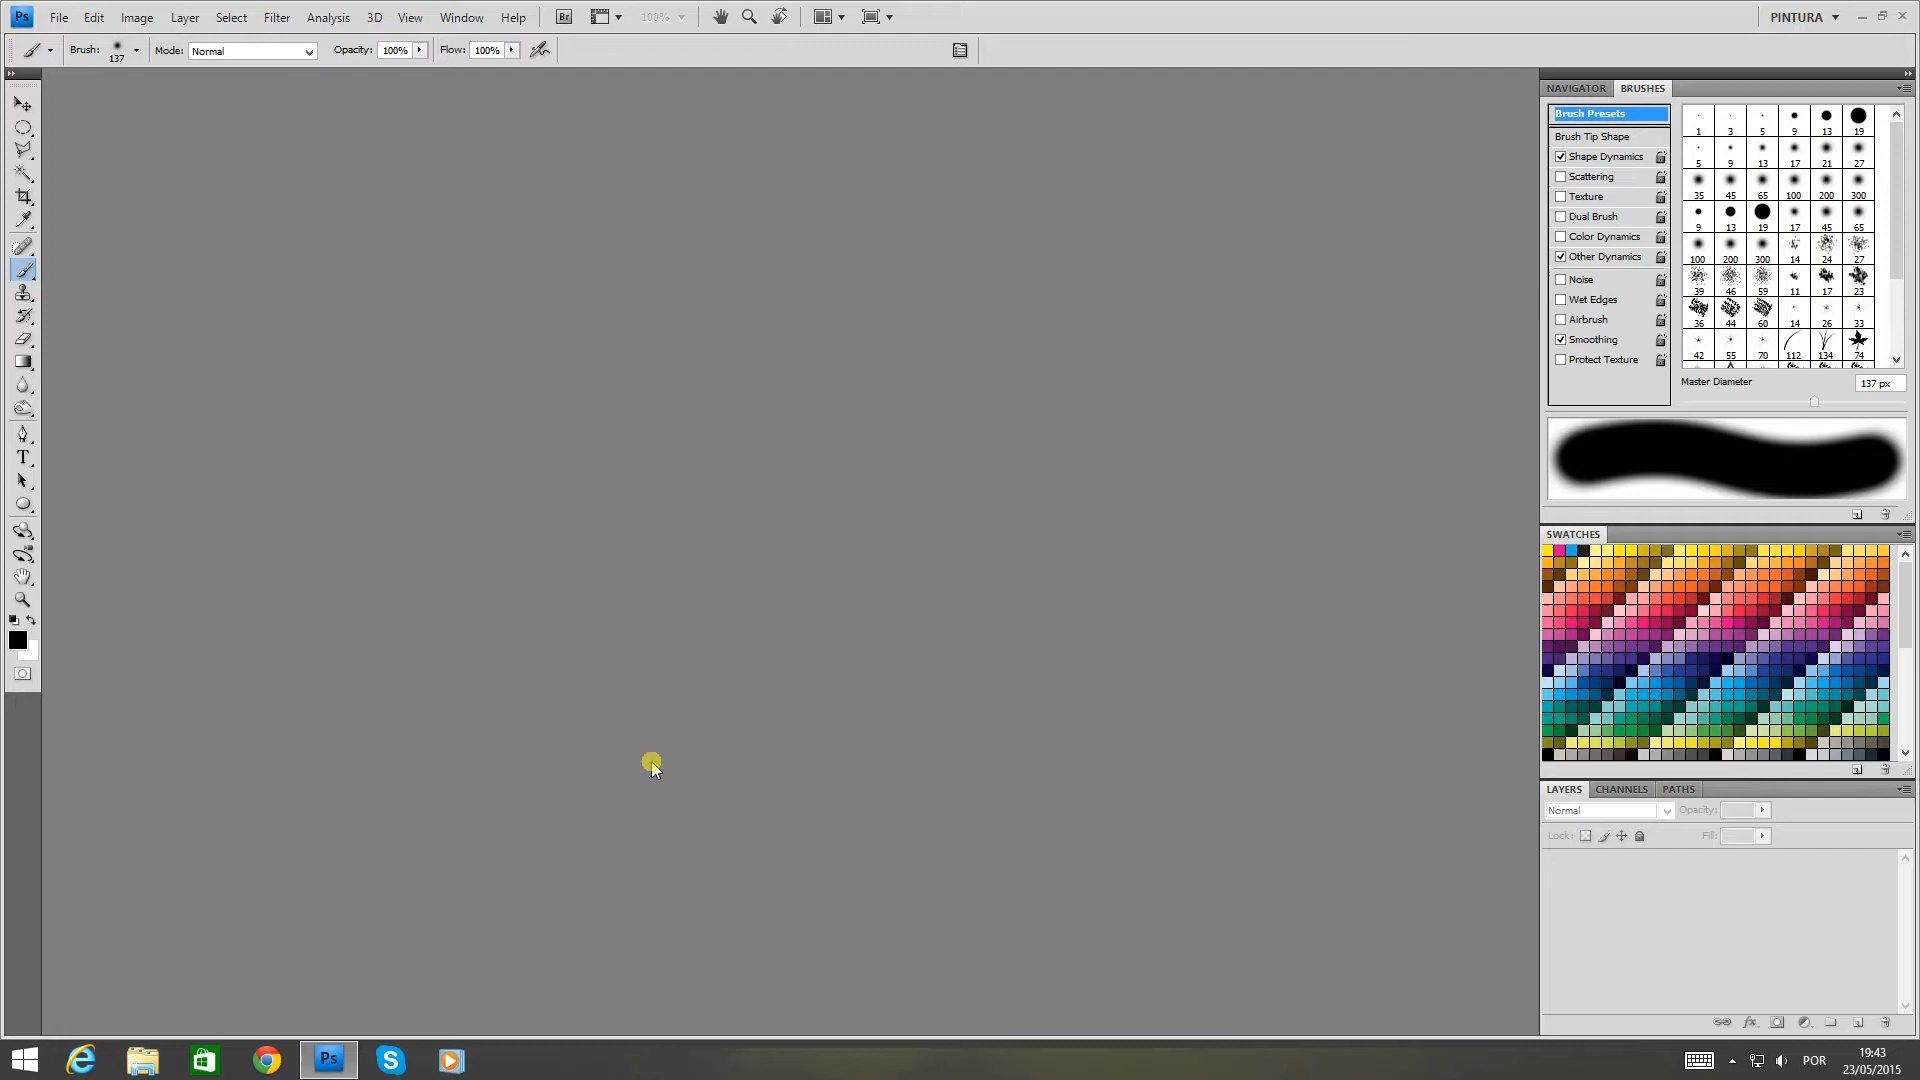 Ps File Edit Image Layer Select Filter Analysis 3D View Window Help Br 100% PINTURA
Brush: 137 Mode: Normal Opacity: 100% Flow: 100%
NAVIGATOR BRUSHES
Brush Presets
Brush Tip Shape
Shape Dynamics
Scattering
Texture
Dual Brush
Color Dynamics
Other Dynamics
Noise
Wet Edges
Airbrush
Smoothing
Protect Texture
1 3 5 9 13 19
5 9 13 17 21 27
35 45 65 100 200 300
9 13 19 17 45 65
100 200 300 14 24 27
39 46 59 11 17 23
36 44 60 14 26 33
42 55 70 112 134 74
Master Diameter 137 px
SWATCHES
LAYERS CHANNELS PATHS
Normal Opacity:
Lock: Fill:
fx
T
Ps
POR
19:43
23/05/2015